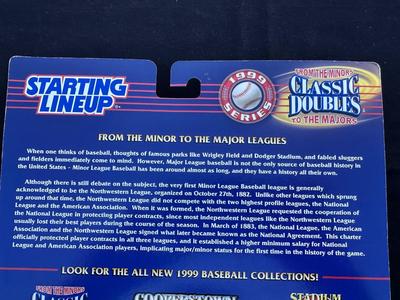 STARTING
LINEUP®
1999
SERIES
FROM THE MINORS
CLASSIC
DOUBLES
TO THE MAJORS
FROM THE MINOR TO THE MAJOR LEAGUES
When one thinks of baseball, thoughts of famous parks like Wrigley Field and Dodger Stadium, and fabled sluggers
and fielders immediately come to mind. However, Major League baseball is not the only source of baseball history in
the United States - Minor League Baseball has been around almost as long, and they have a history all their own.
Although there is still debate on the subject, the very first Minor League Baseball league is generally
acknowledged to be the Northwestern League, organized on October 27th, 1882. Unlike other leagues which sprung
up around that time, the Northwestern League did not compete with the two highest profile leagues, the National
League and the American Association. When it was formed, the Northwestern League requested the cooperation of
the National League in protecting player contracts, since most independent leagues like the Northwestern League
usually lost their best players during the course of the season. In March of 1883, the National League, the American
Association and the Northwestern League signed what later became known as the National Agreement. This charter
officially protected player contracts in all three leagues, and it established a higher minimum salary for National
League and American Association players, implicating major/minor status for the first time in the history of the game.
LOOK FOR THE ALL NEW 1999 BASEBALL COLLECTIONS!
FROM THE MINORS
CLASSIC
COOPERSTOWN
STADIUM